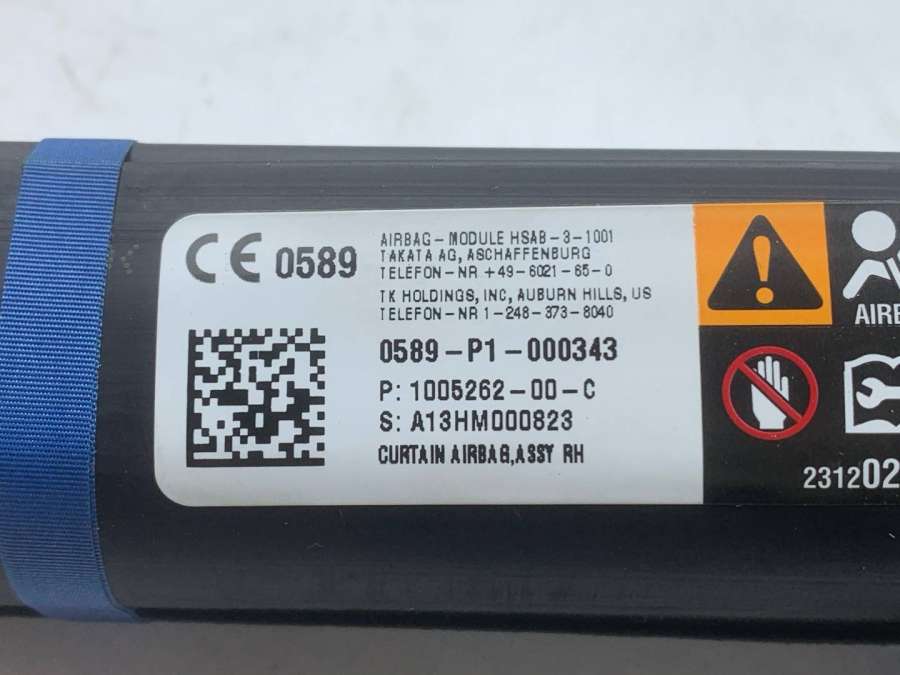 CE 0589
AIRBAG-MODULE HSAB-3-1001
TAKATA AG, ASCHAFFENBURG
TELEFON-NR +49-6021-65-0
TK HOLDINGS, INC, AUBURN HILLS, US
TELEFON-NR 1-248-373-8040
0589-P1-000343
P: 1005262-00-C
S: A13HM000823
CURTAIN AIRBAG,ASSY RH
AIRB
231202